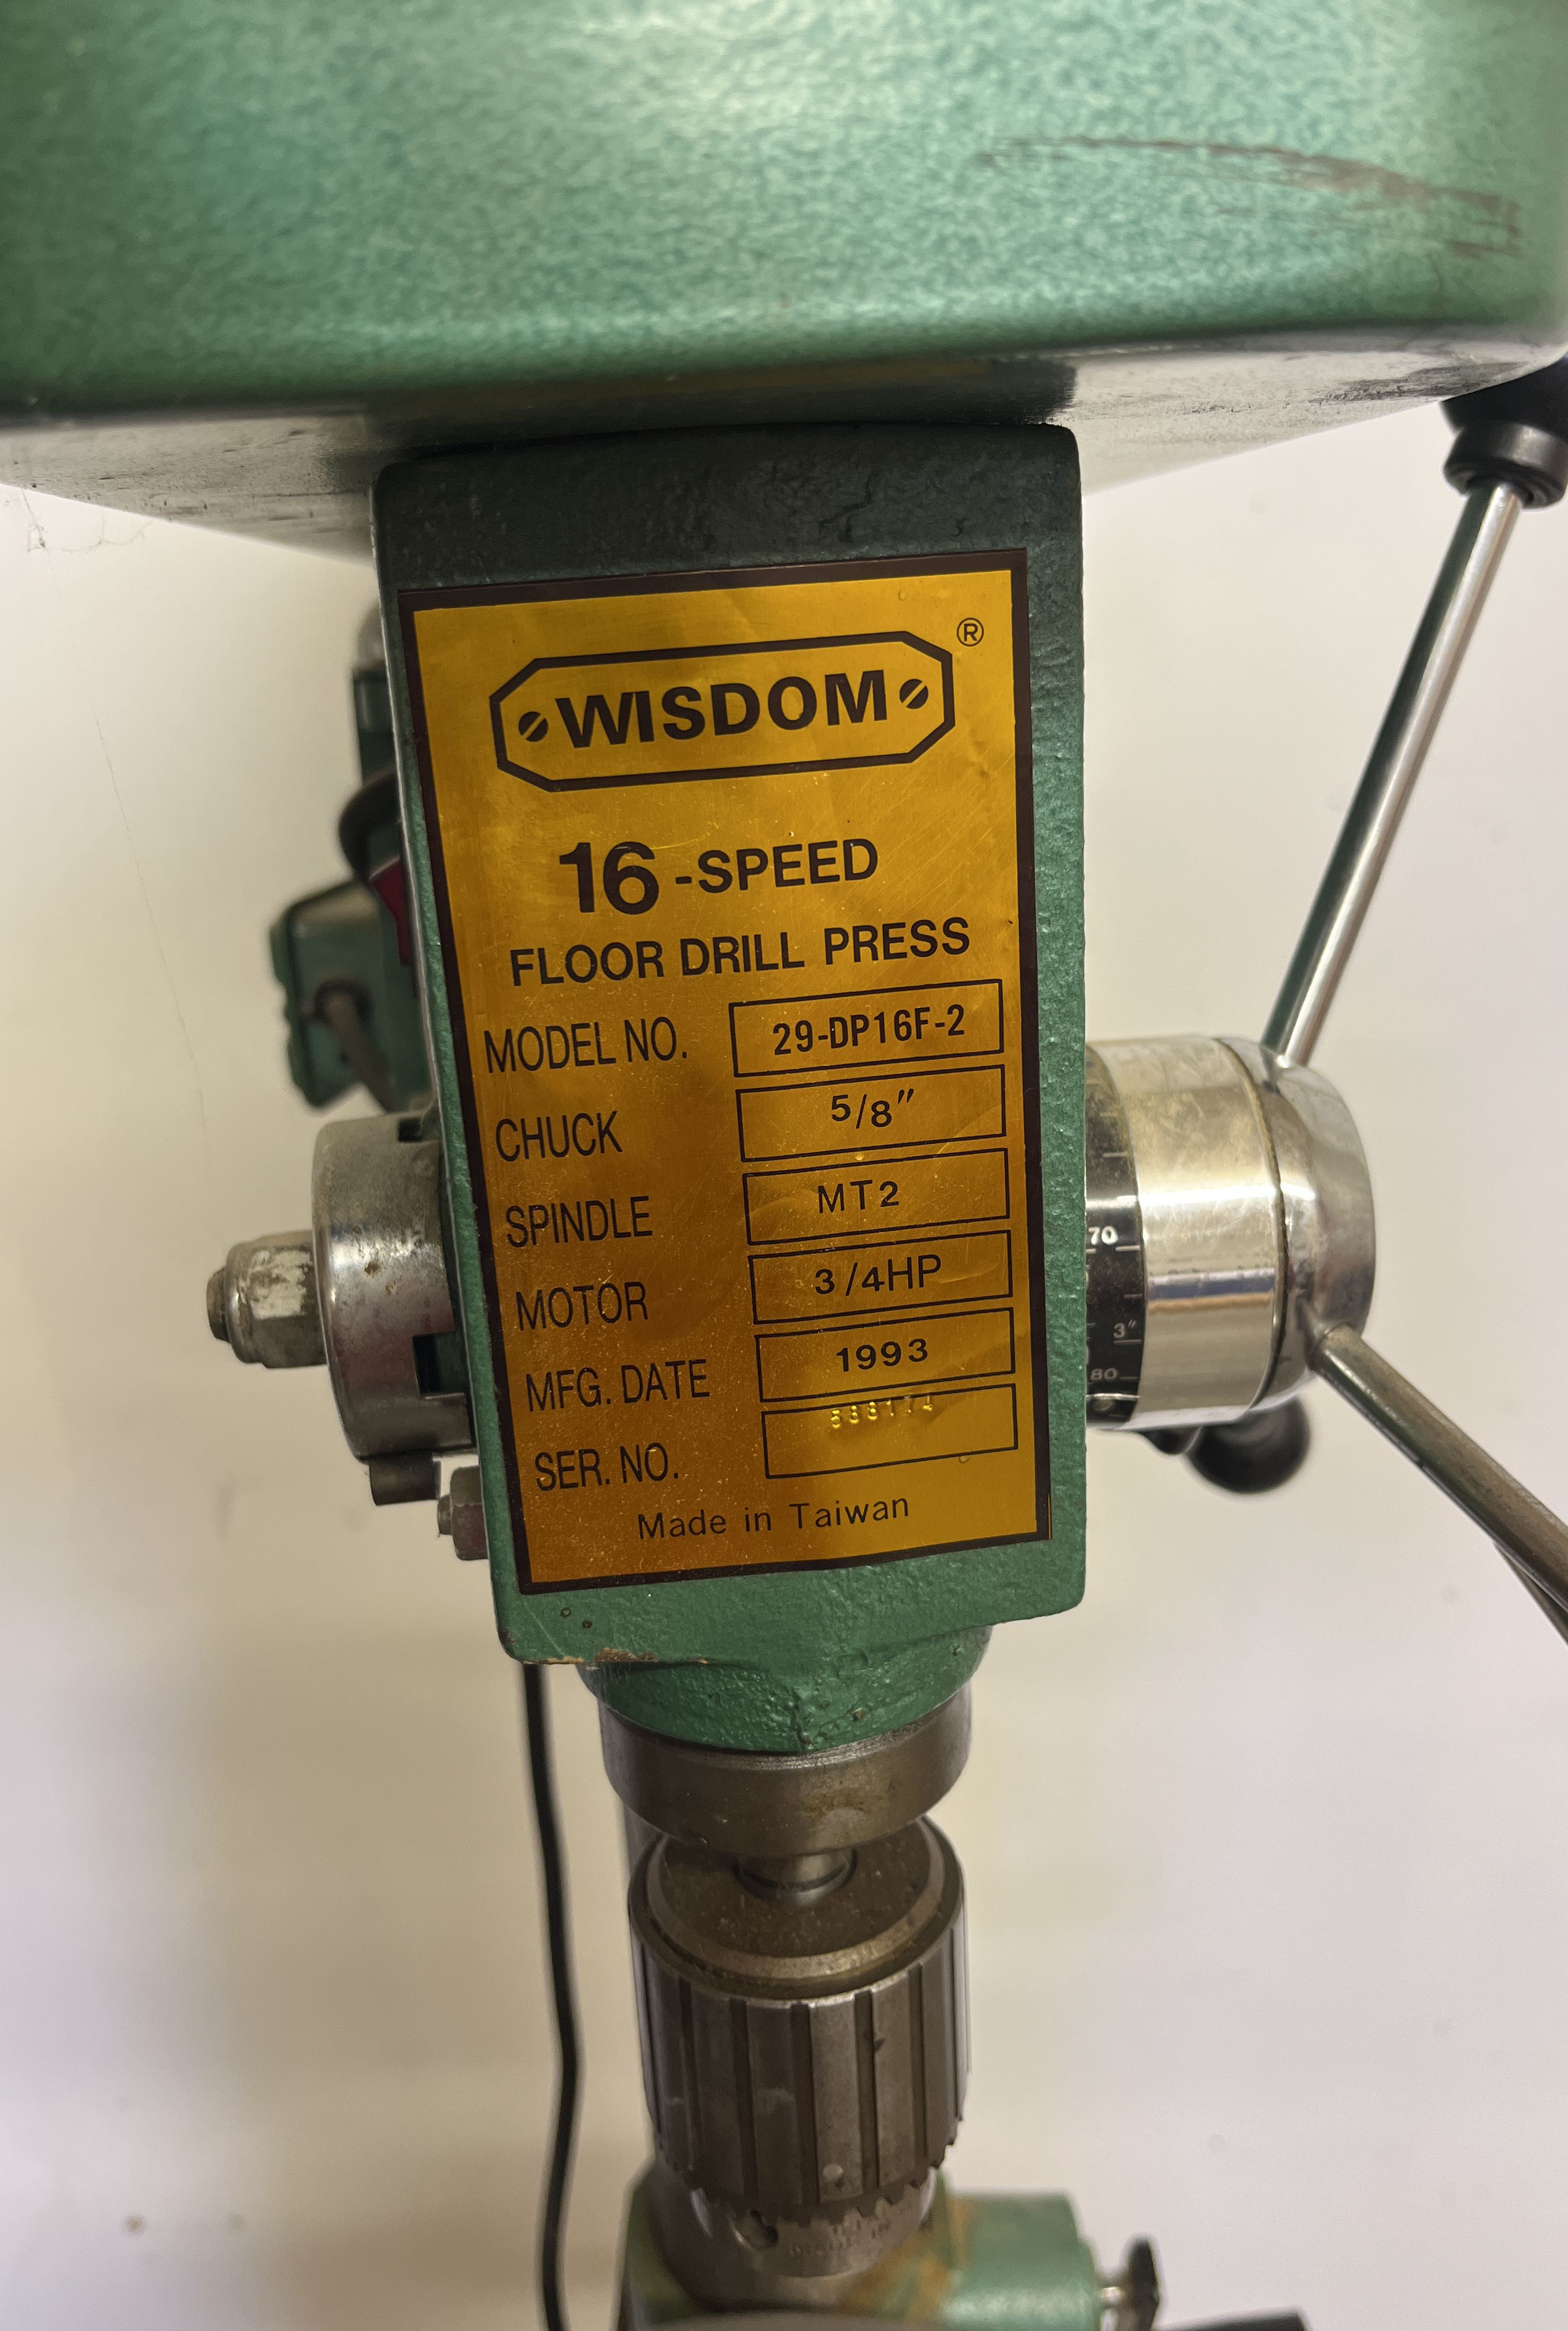 WISDOM ®
16-SPEED
FLOOR DRILL PRESS
MODEL NO. 29-DP16F-2
CHUCK 5/8"
SPINDLE MT2
MOTOR 3/4HP
MFG. DATE 1993
SER. NO. 588174
Made in Taiwan
70
3"
80